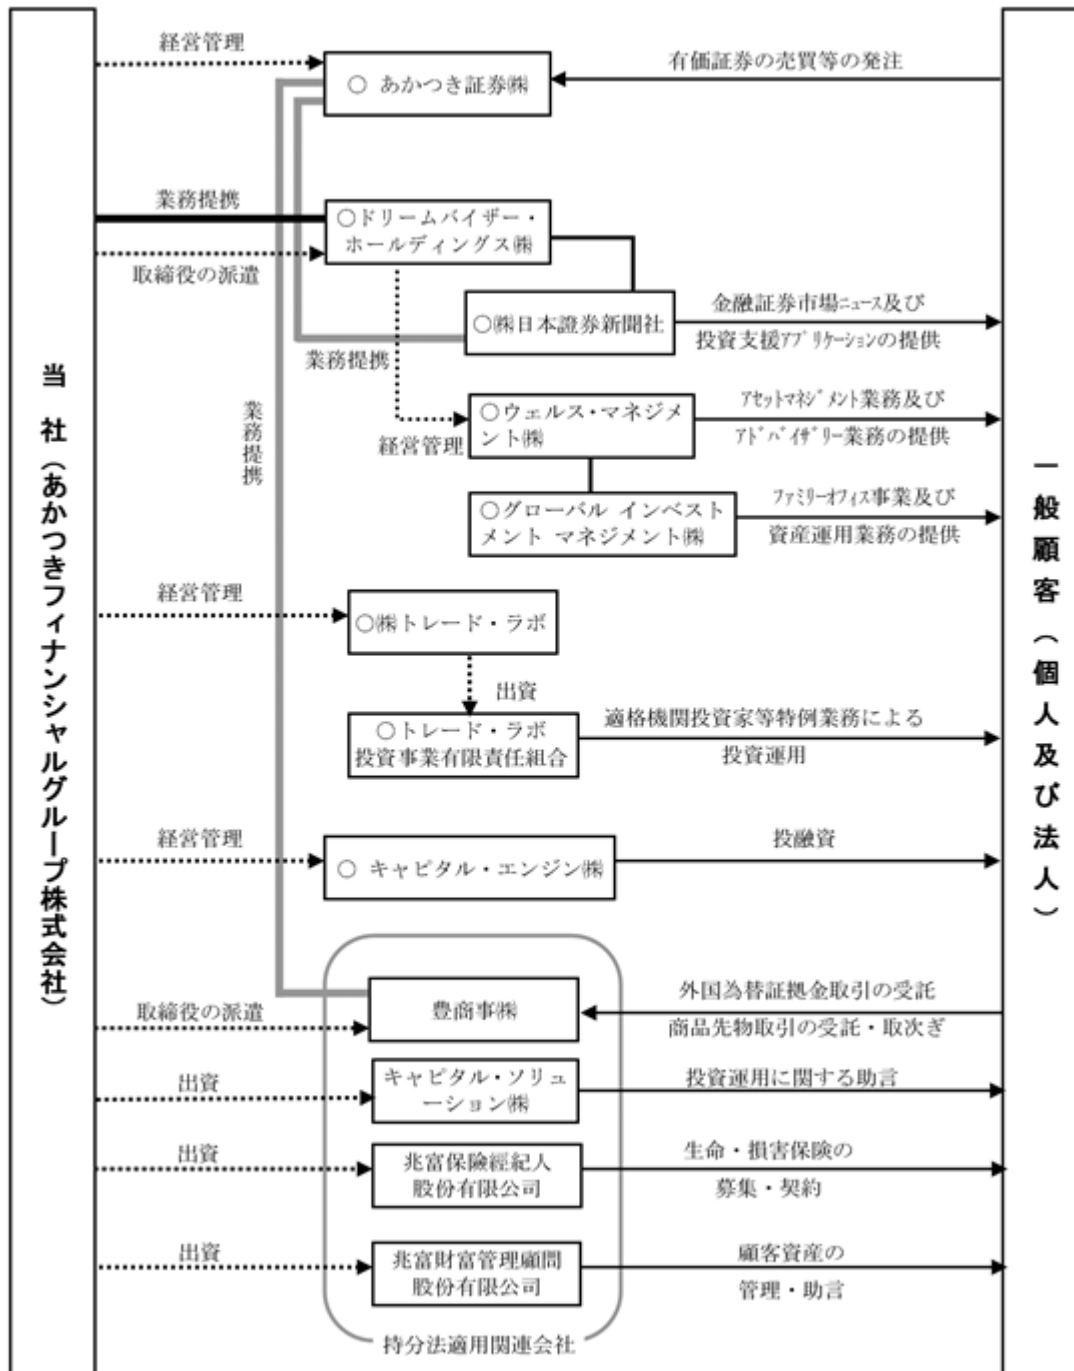 経営管理
○ あかつき証券㈱
有価証券の売買等の発注
業務提携
○ドリームバイザー・
ホールディングス㈱
取締役の派遣
○㈱日本證券新聞社
金融証券市場ﾆｭｰｽ及び
投資支援ｱﾌﾟﾘｹｰｼｮﾝの提供
業務提携
○ウェルス・マネジメ
ント㈱
経営管理
ｱｾｯﾄﾏﾈｼﾞﾒﾝﾄ業務及び
ｱﾄﾞﾊﾞｲｻﾞﾘｰ業務の提供
業務提携
○グローバル インベスト
メント マネジメント㈱
ﾌｧﾐﾘｰｵﾌｨｽ事業及び
資産運用業務の提供
経営管理
○㈱トレード・ラボ
出資
○トレード・ラボ
投資事業有限責任組合
適格機関投資家等特例業務による
投資運用
経営管理
○ キャピタル・エンジン㈱
投融資
取締役の派遣
豊商事㈱
外国為替証拠金取引の受託
商品先物取引の受託・取次ぎ
出資
キャピタル・ソリュ
ーション㈱
投資運用に関する助言
出資
兆富保險經紀人
股份有限公司
生命・損害保険の
募集・契約
出資
兆富財富管理顧問
股份有限公司
顧客資産の
管理・助言
持分法適用関連会社
当 社（あかつきフィナンシャルグループ株式会社）
一般顧客（個人及び法人）